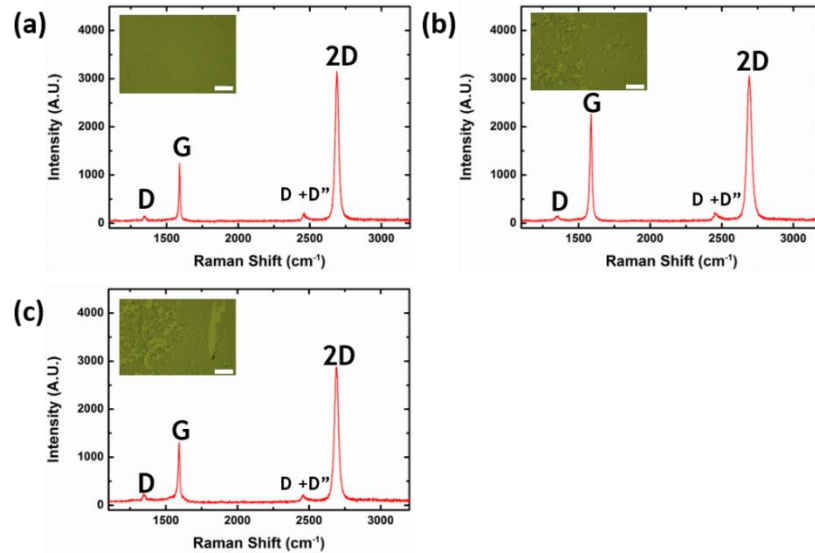 (a)
4000
3000
2000
1000
0
Intensity (A.U.)
D
G
D +D”
2D
1500
2000
2500
3000
Raman Shift (cm⁻¹)
(b)
4000
3000
2000
1000
0
Intensity (A.U.)
D
G
D +D”
2D
1500
2000
2500
3000
Raman Shift (cm⁻¹)
(c)
4000
3000
2000
1000
0
Intensity (A.U.)
D
G
D +D”
2D
1500
2000
2500
3000
Raman Shift (cm⁻¹)